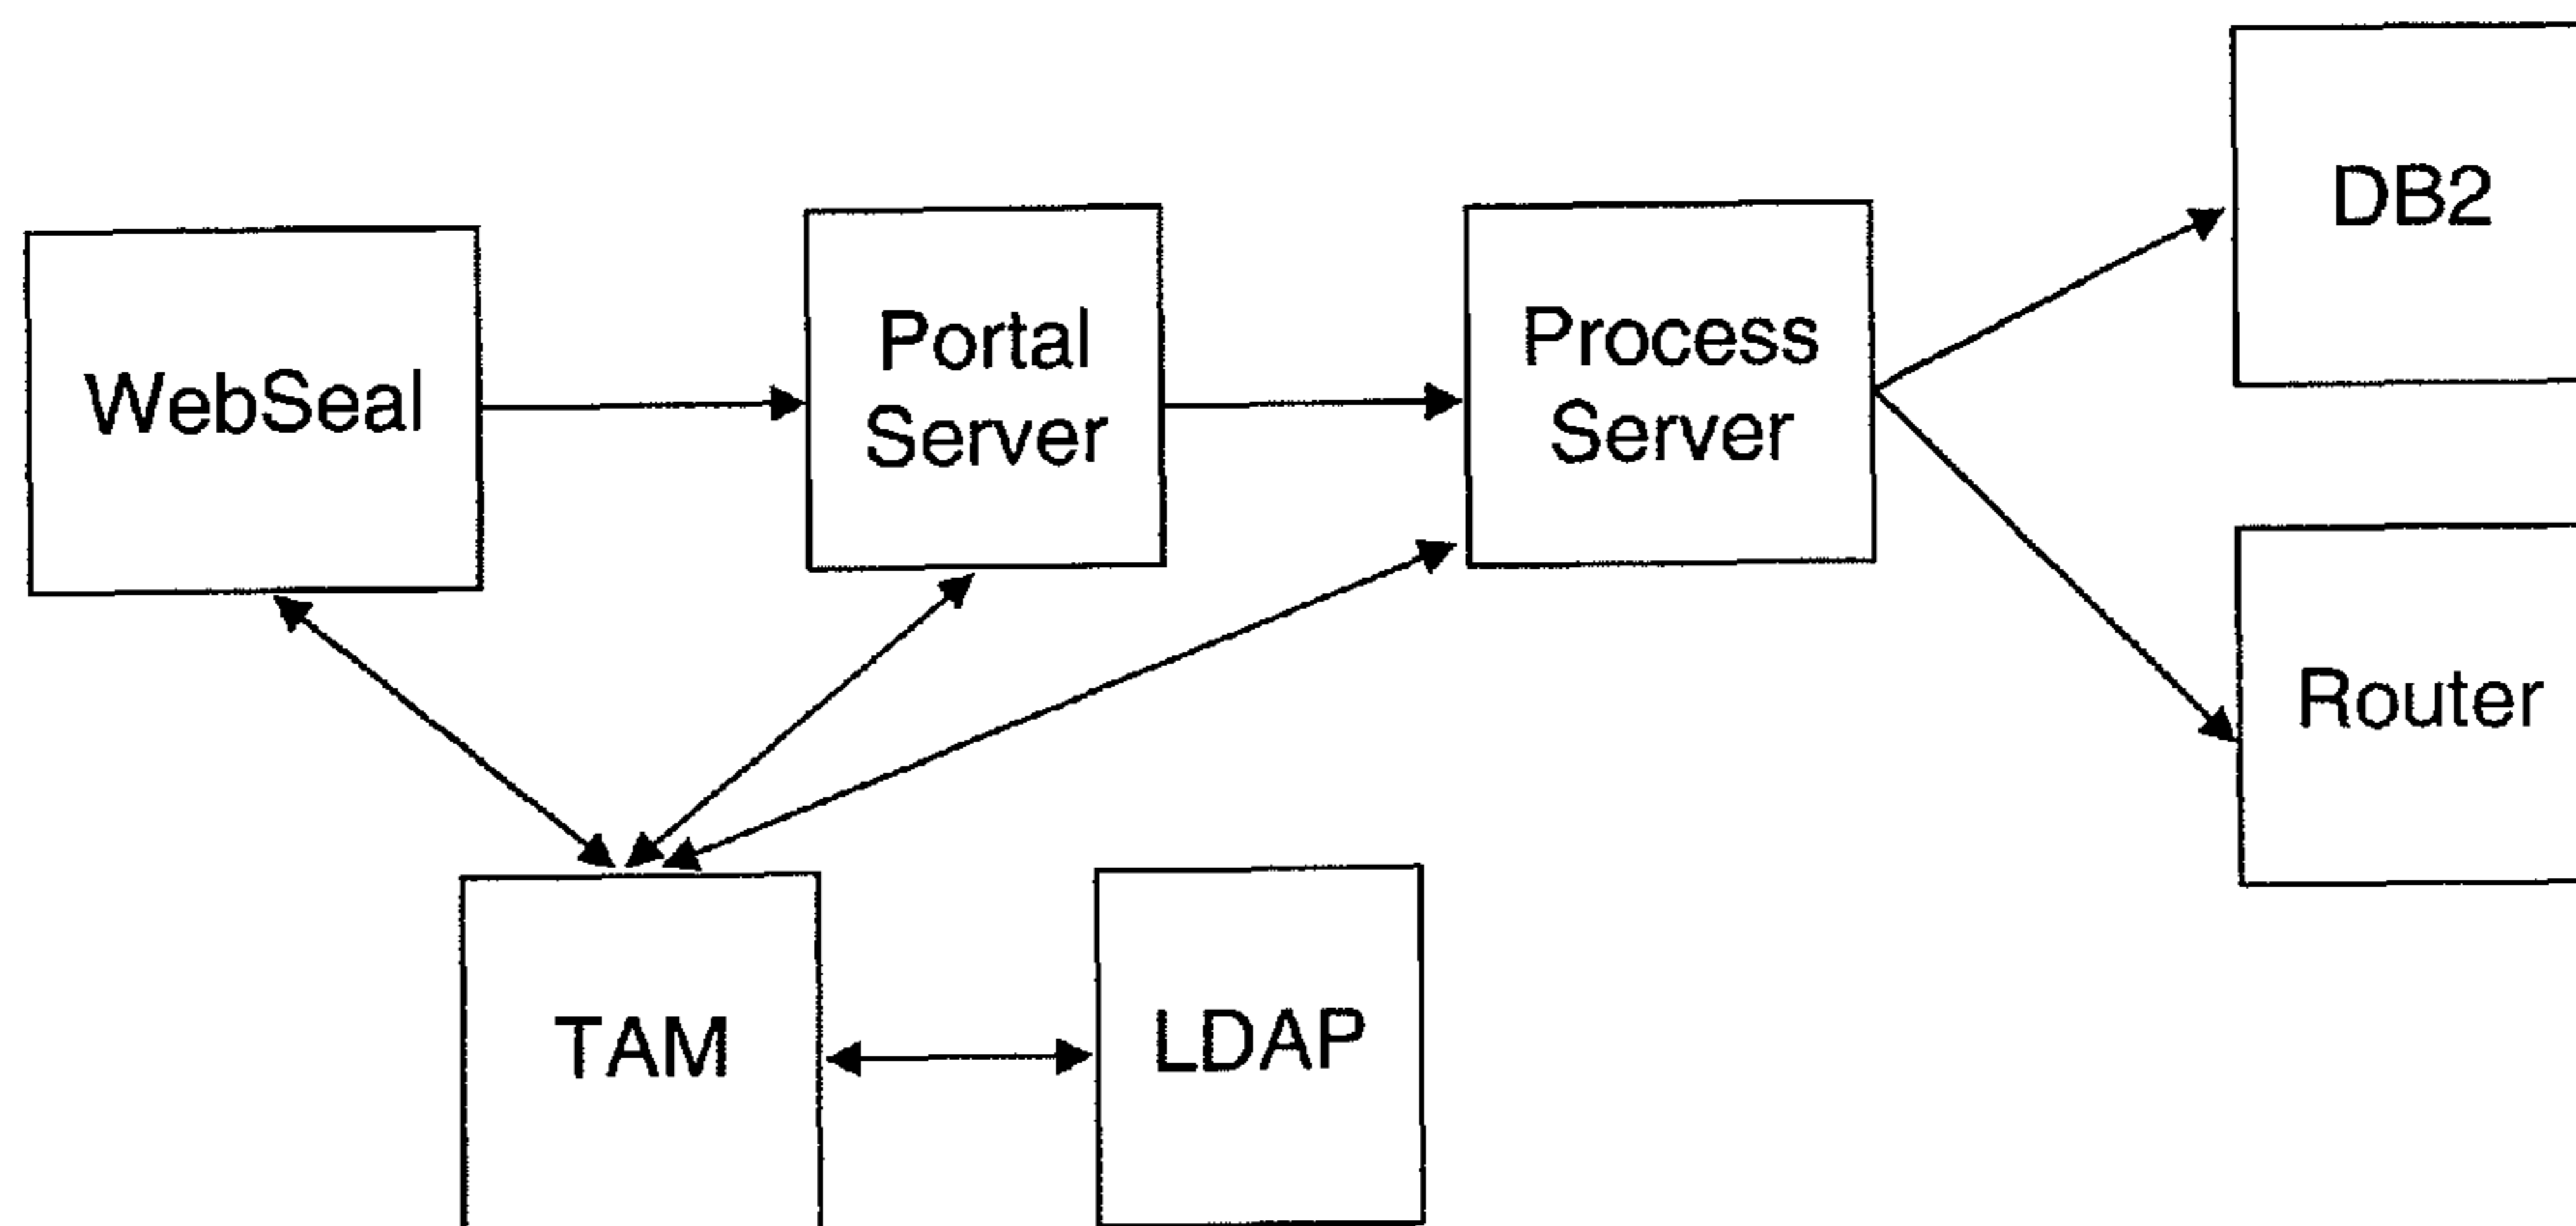 DB2
WebSeal
Portal
Server
Process
Server
Router
TAM
LDAP